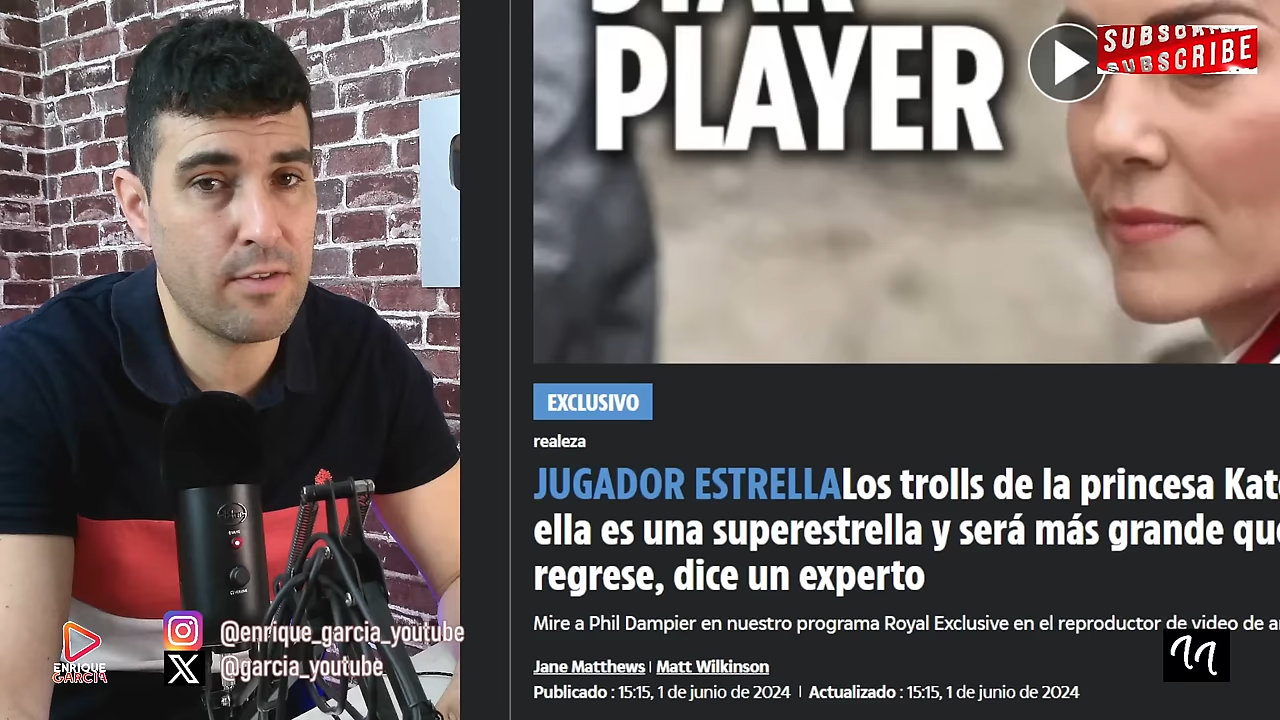 STAR
PLAYER
SUBSCRIBE
SUBSCRIBE
EXCLUSIVO
realeza
JUGADOR ESTRELLALos trolls de la princesa
ella es una superestrella y será más grande
regrese, dice un experto
Mire a Phil Dampier en nuestro programa Royal Exclusive en el reproductor de video de
Jane Matthews | Matt Wilkinson
Publicado : 15:15, 1 de junio de 2024 | Actualizado : 15:15, 1 de junio de 2024
@enrique_garcia_youtube
@garcia_youtube
ENRIQUE
GARCIA